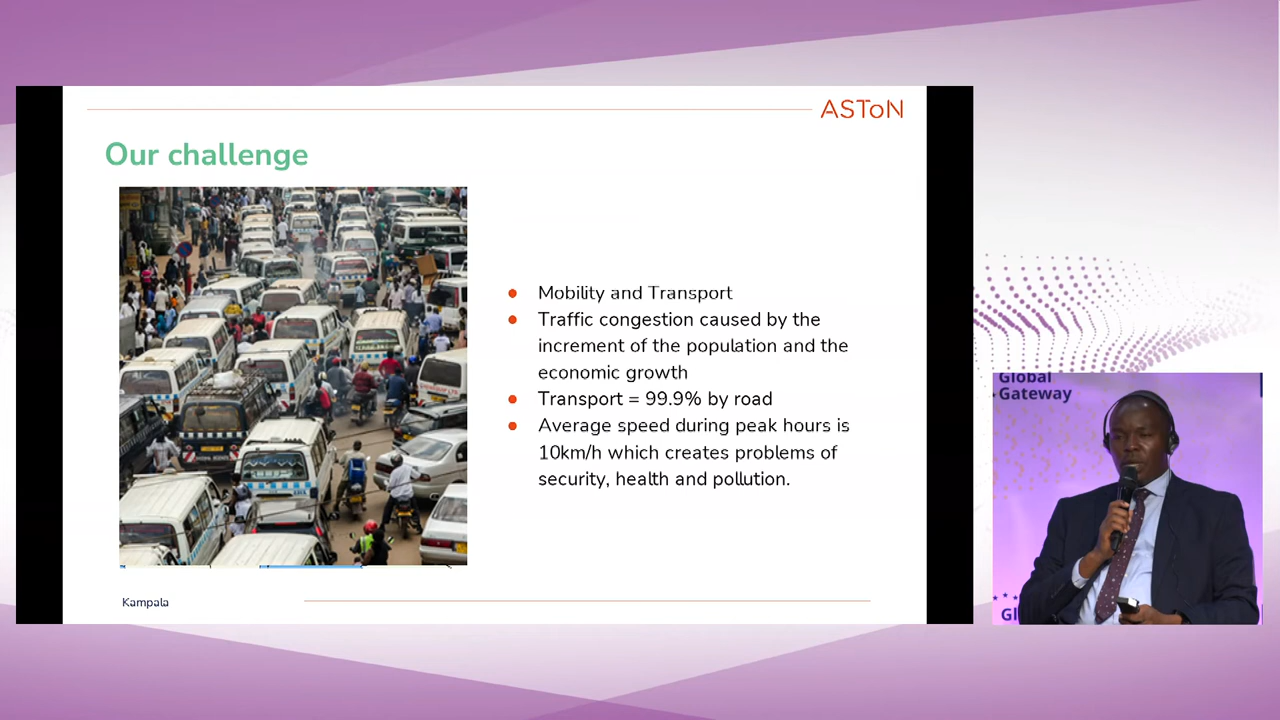 ASToN
Our challenge
Mobility and Transport
Traffic congestion caused by the
increment of the population and the
economic growth
Transport = 99.9% by road
Average speed during peak hours is
10km/h which creates problems of
security, health and pollution.
Kampala
Global
Gateway
Gl